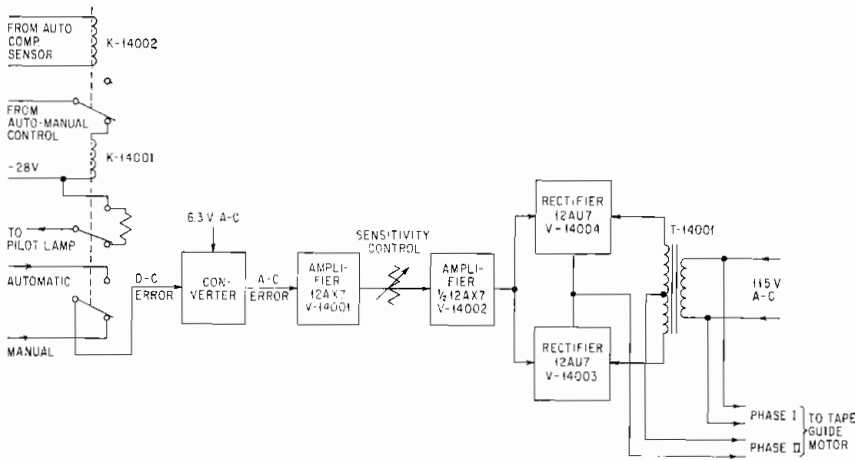 FROM AUTO
COMP.
SENSOR
K-14002
FROM
AUTO-MANUAL
CONTROL
K-14001
-28V
TO
PILOT LAMP
AUTOMATIC
MANUAL
D-C
ERROR
6.3 V A-C
CON-
VERTER
A-C
ERROR
AMPLI-
FIER
12AX7
V-14001
SENSITIVITY
CONTROL
AMPLI-
FIER
½ 12AX7
V-14002
RECTIFIER
12AU7
V-14004
RECTIFIER
12AU7
V-14003
T-14001
115V
A-C
PHASE I
PHASE II
TO TAPE
GUIDE
MOTOR